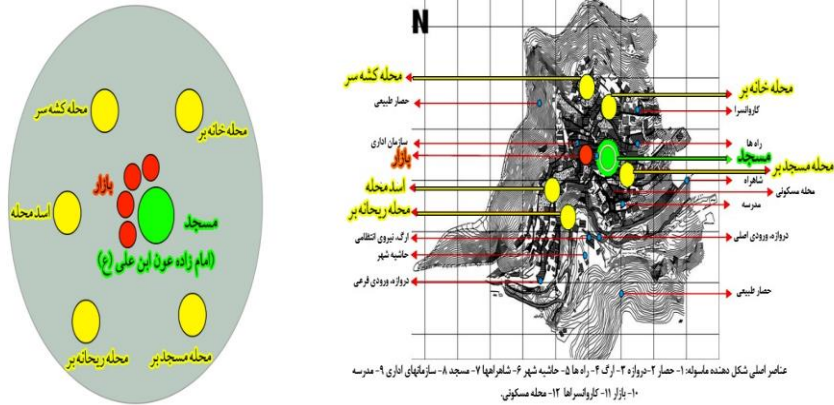 محله کشه سر
محله خانه بر
بازار
اسد محله
مسجد
(امام زاده عون ابن علی (ع
محله ریحانه بر
محله مسجد بر
N
محله کشه سر
محله خانه بر
حصار طبیعی
کاروانسرا
سازمان اداری
راه ها
بازار
مسجد
محله مسجد بر
شاهراه
اسد محله
محله مسکونی
محله ریحانه بر
مدرسه
ارگ، نیروی انتظامی
دروازه، ورودی اصلی
حاشیه شهر
دروازه، ورودی فرعی
حصار طبیعی
عناصر اصلی شکل دهنده ماسوله: ۱- حصار ۲-دروازه ۳- ارگ ۴- راه ها ۵- حاشیه شهر ۶- شاهراهها ۷- مسجد ۸- سازمانهای اداری ۹- مدرسه
۱۰- بازار ۱۱- کاروانسراها ۱۲- محله مسکونی.